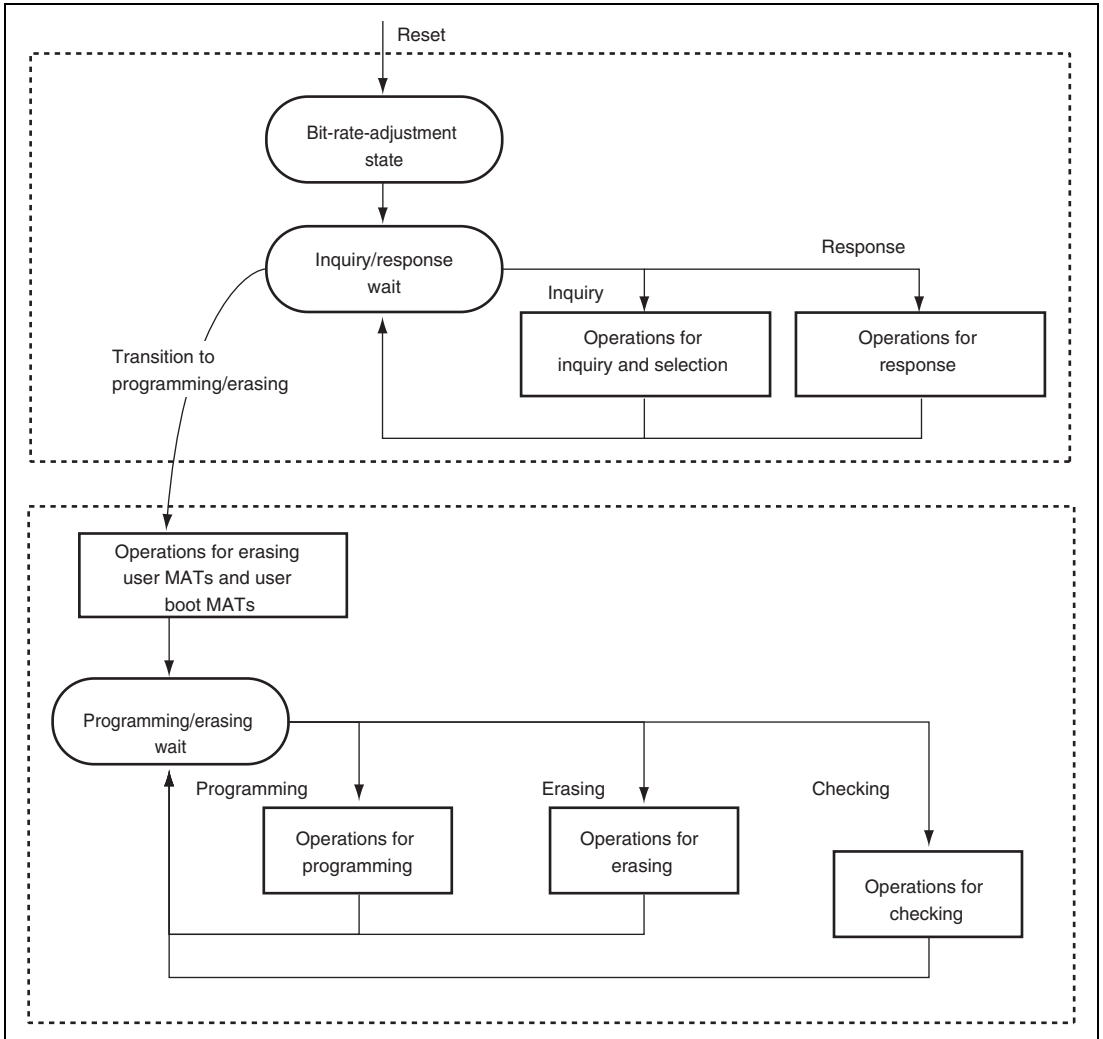 Reset
Bit-rate-adjustment
state
Inquiry/response
wait
Response
Inquiry
Operations for
inquiry and selection
Operations for
response
Transition to
programming/erasing
Operations for erasing
user MATs and user
boot MATs
Programming/erasing
wait
Programming
Erasing
Checking
Operations for
programming
Operations for
erasing
Operations for
checking